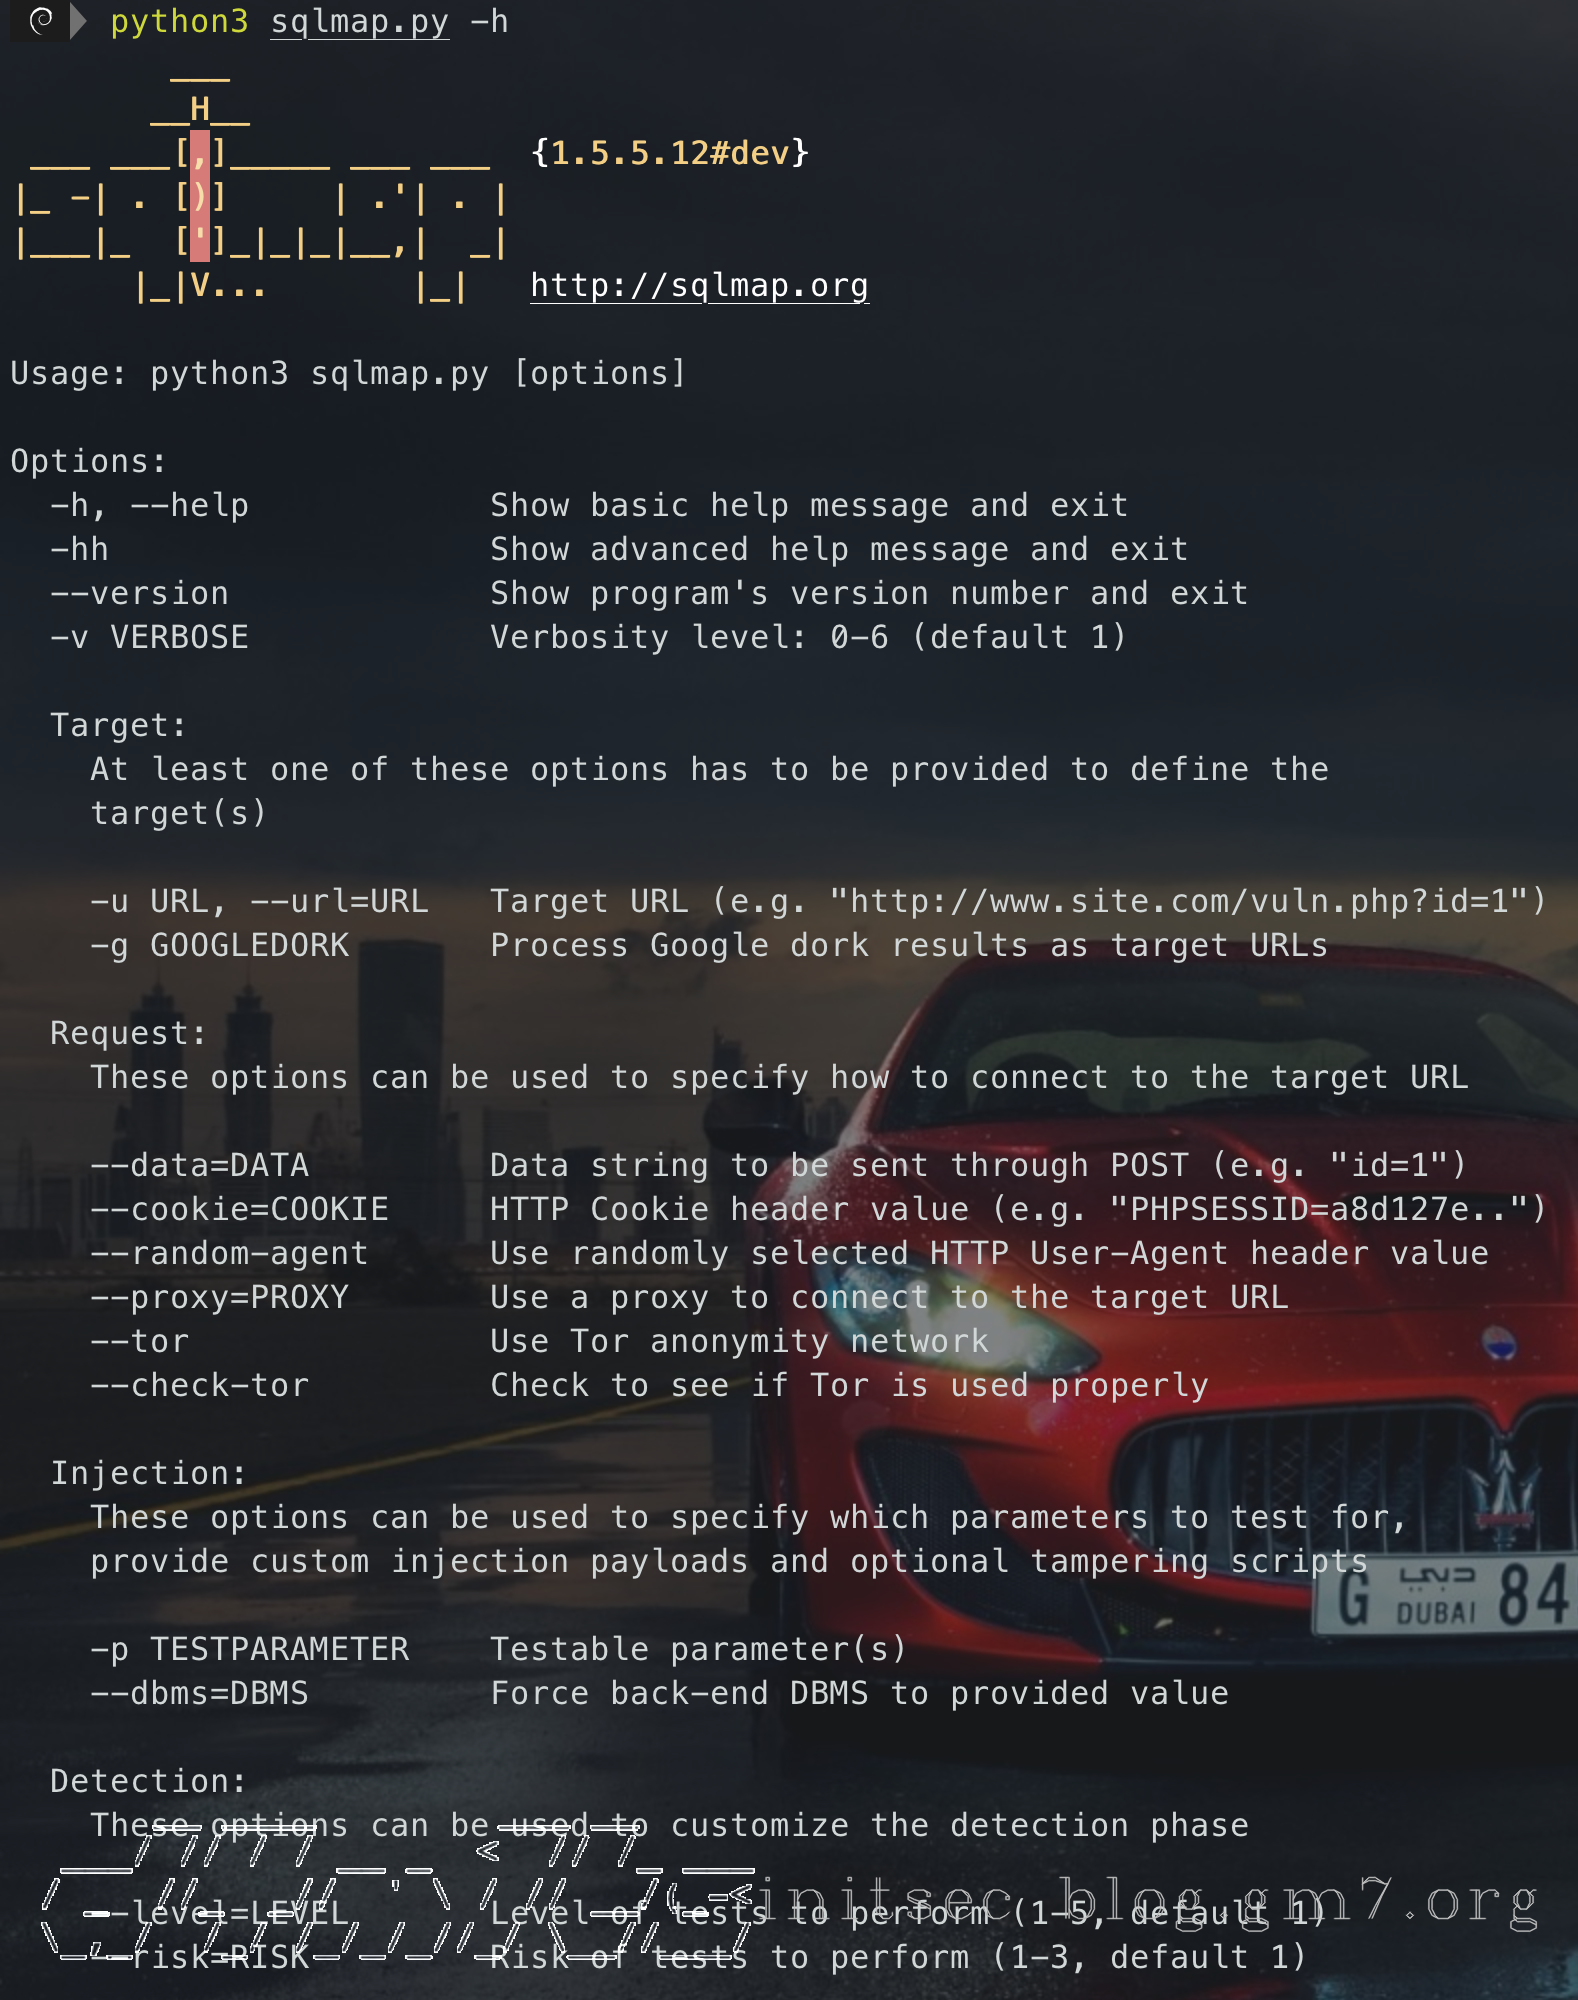 python3 sqlmap.py -h
        ___
       __H__
 ___ ___[,]_____ ___ ___  {1.5.5.12#dev}
|_ -| . [)]     | .'| . |
|___|_  [']_|_|_|__,|  _|
      |_|V...       |_|   http://sqlmap.org
Usage: python3 sqlmap.py [options]
Options:
-h, --help Show basic help message and exit
-hh Show advanced help message and exit
--version Show program's version number and exit
-v VERBOSE Verbosity level: 0-6 (default 1)
Target:
At least one of these options has to be provided to define the
target(s)
-u URL, --url=URL Target URL (e.g. "http://www.site.com/vuln.php?id=1")
-g GOOGLEDORK Process Google dork results as target URLs
Request:
These options can be used to specify how to connect to the target URL
--data=DATA Data string to be sent through POST (e.g. "id=1")
--cookie=COOKIE HTTP Cookie header value (e.g. "PHPSESSID=a8d127e..")
--random-agent Use randomly selected HTTP User-Agent header value
--proxy=PROXY Use a proxy to connect to the target URL
--tor Use Tor anonymity network
--check-tor Check to see if Tor is used properly
Injection:
These options can be used to specify which parameters to test for,
provide custom injection payloads and optional tampering scripts
G دبي DUBAI 84
-p TESTPARAMETER Testable parameter(s)
--dbms=DBMS Force back-end DBMS to provided value
Detection:
These options can be used to customize the detection phase
--level=LEVEL Level of tests to perform (1-5, default 1)
initsec blog.gm7.org
--risk=RISK Risk of tests to perform (1-3, default 1)